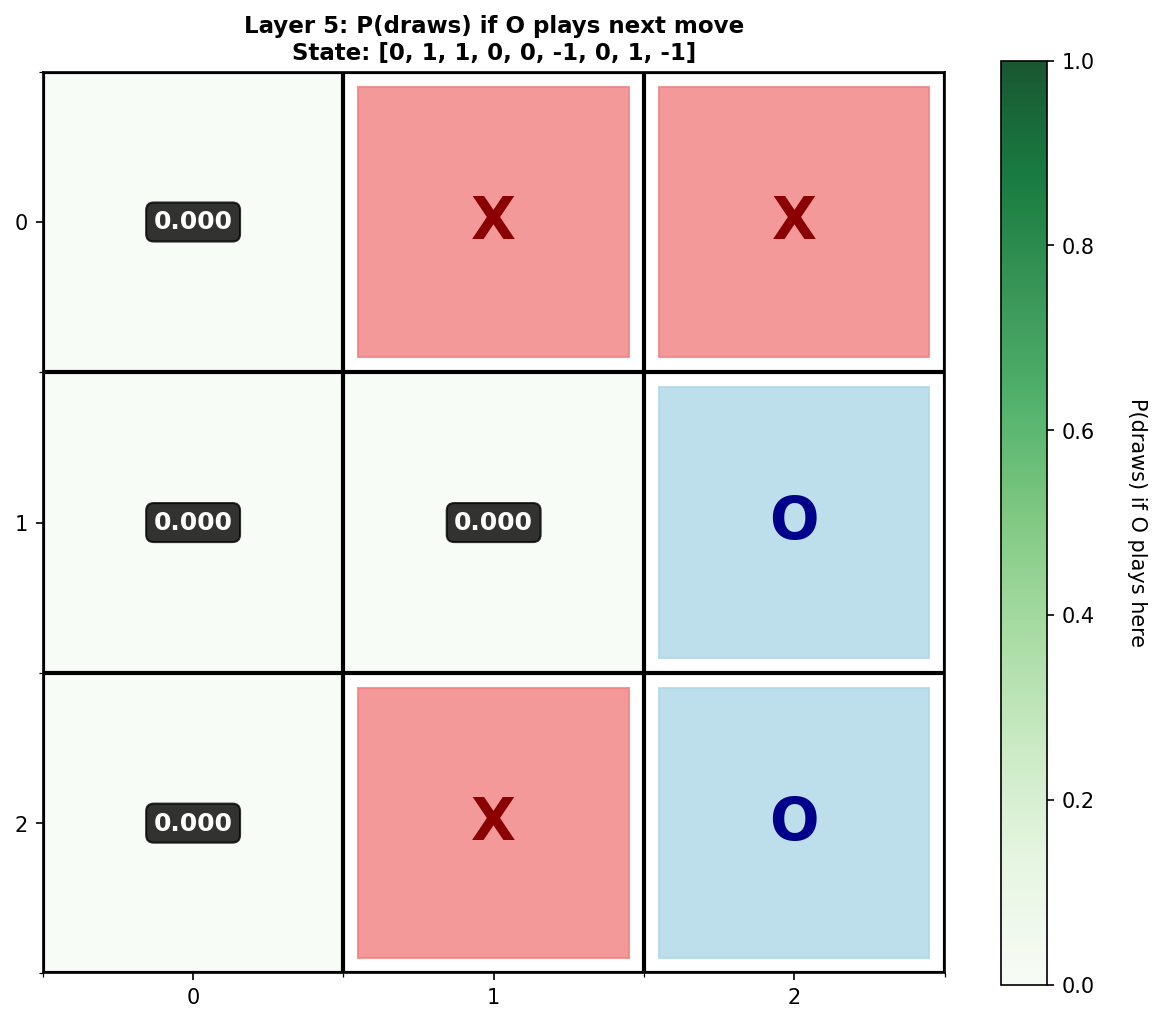 Layer 5: P(draws) if O plays next move
State: [0, 1, 1, 0, 0, -1, 0, 1, -1]
0 0.000 X X
1 0.000 0.000 O
2 0.000 X O
0 1 2
1.0
0.8
0.6
0.4
0.2
0.0
P(draws) if O plays here